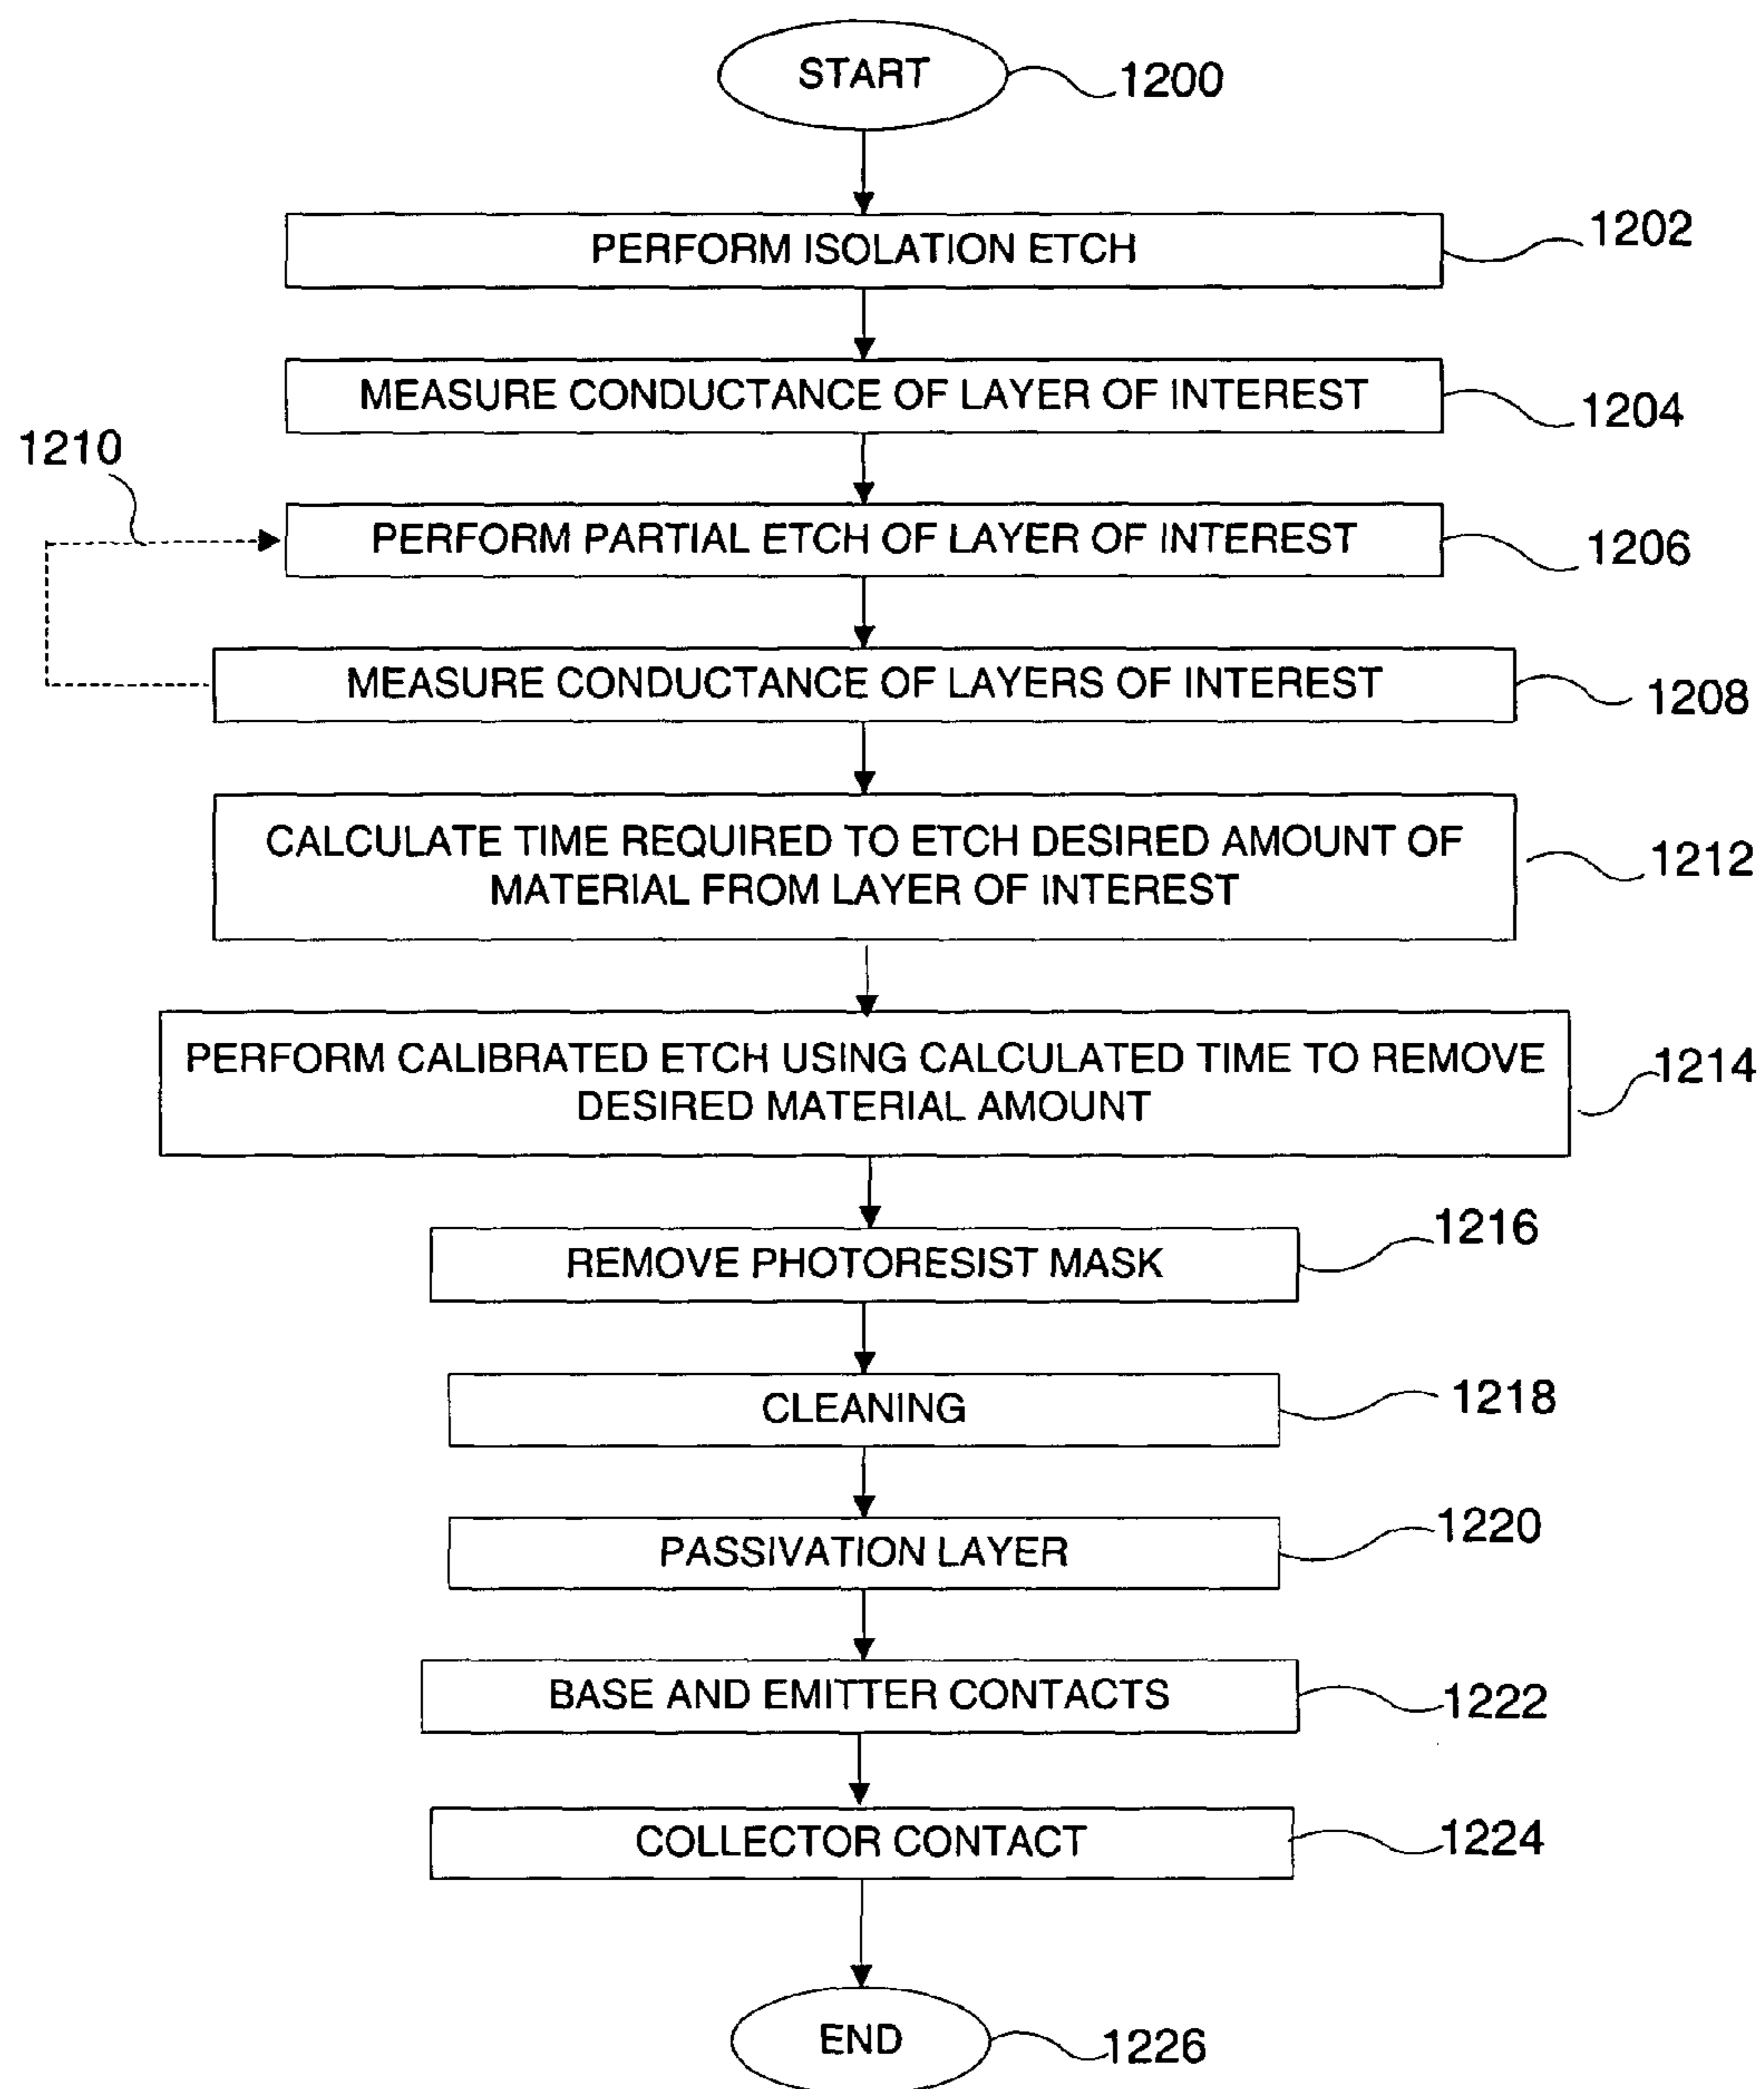 START
1200
PERFORM ISOLATION ETCH
1202
MEASURE CONDUCTANCE OF LAYER OF INTEREST
1204
1210
PERFORM PARTIAL ETCH OF LAYER OF INTEREST
1206
MEASURE CONDUCTANCE OF LAYERS OF INTEREST
1208
CALCULATE TIME REQUIRED TO ETCH DESIRED AMOUNT OF
MATERIAL FROM LAYER OF INTEREST
1212
PERFORM CALIBRATED ETCH USING CALCULATED TIME TO REMOVE
DESIRED MATERIAL AMOUNT
1214
REMOVE PHOTORESIST MASK
1216
CLEANING
1218
PASSIVATION LAYER
1220
BASE AND EMITTER CONTACTS
1222
COLLECTOR CONTACT
1224
END
1226